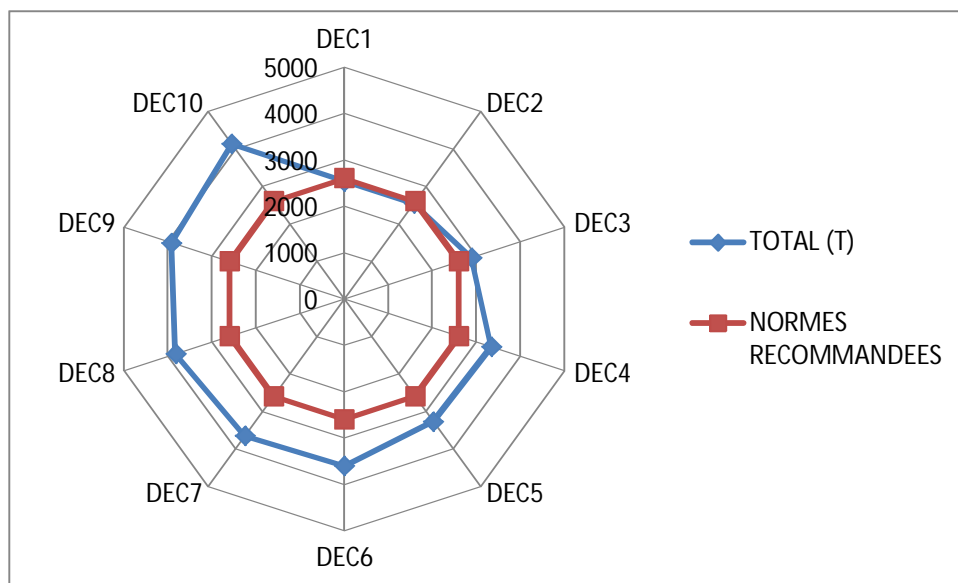 DEC1
5000
DEC10
DEC2
4000
3000
2000
DEC9
DEC3
1000
TOTAL (T)
0
NORMES
RECOMMANDEES
DEC8
DEC4
DEC7
DEC5
DEC6